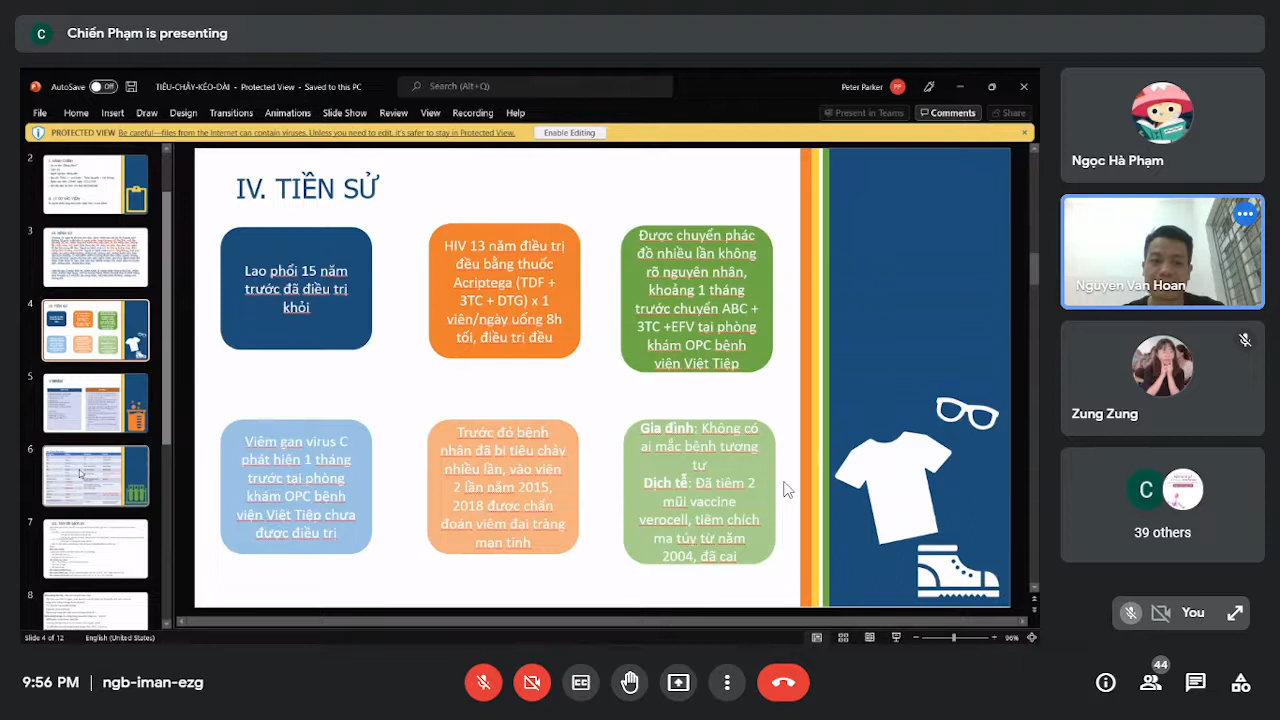 C Chiến Phạm is presenting
AutoSave Off TIÊU-CHẢY-KÉO-DÀI - Protected View - Saved to this PC
Search (Alt+Q)
Peter Parker PP
File Home Insert Draw Design Transitions Animations Slide Show Review View Recording Help
Present in Teams Comments Share
PROTECTED VIEW Be careful—files from the Internet can contain viruses. Unless you need to edit, it's safer to stay in Protected View. Enable Editing
2
3
4
5
6
7
8
IV. TIỀN SỬ
Lao phổi 15 năm
trước đã điều trị
khỏi
HIV 13 năm điều trị
đều bằng thuốc
Acriptega (TDF +
3TC + DTG) x 1
viên/ngày uống 8h
tối, điều trị đều
Được chuyển phác
đồ nhiều lần không
rõ nguyên nhân,
khoảng 1 tháng
trước chuyển ABC +
3TC +EFV tại phòng
khám OPC bệnh
viện Việt Tiệp
Viêm gan virus C
phát hiện 1 tháng
trước tại phòng
khám OPC bệnh
viện Việt Tiệp chưa
được điều trị
Trước đó bệnh
nhân đã bị tiêu chảy
nhiều lần, vào viện
2 lần năm 2015,
2018 được chẩn
đoán viêm đại tràng
mạn tính
Gia đình: Không có
ai mắc bệnh tương
tự
Dịch tễ: Đã tiêm 2
mũi vaccine
verocell, tiêm chích
ma túy từ năm
2004, đã cai
Slide 4 of 12 English (United States)
96%
Ngọc Hà Phạm
Nguyen Van Hoan
Zung Zung
C
39 others
You
9:56 PM | ngb-iman-ezg
44